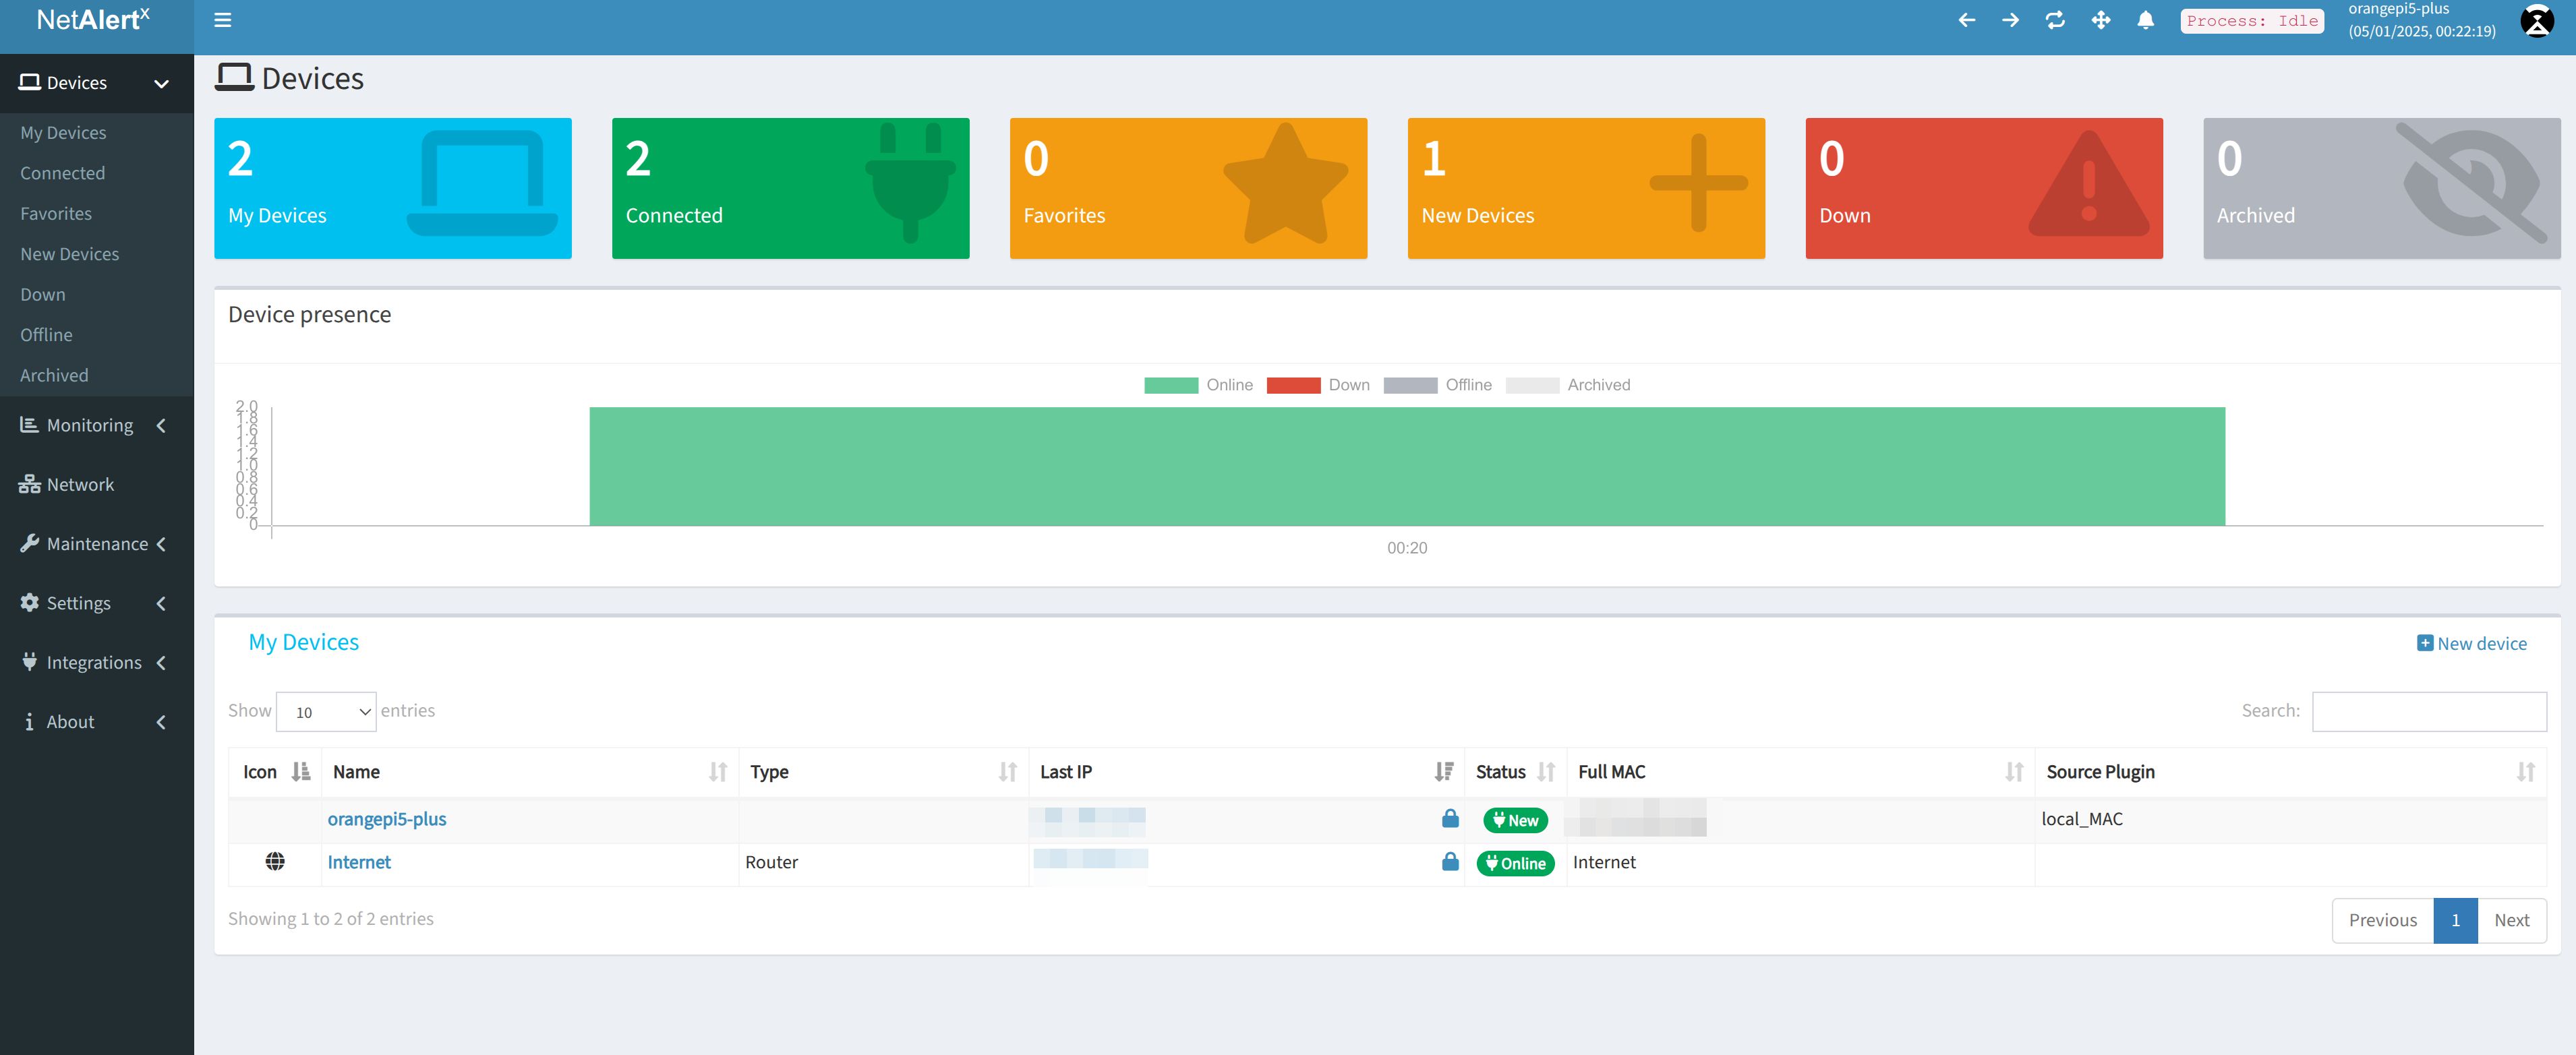 NetAlertx
Process: Idle
orangepi5-plus
(05/01/2025, 00:22:19)
Devices
My Devices
Connected
Favorites
New Devices
Down
Offline
Archived
Monitoring
Network
Maintenance
Settings
Integrations
About
Devices
2
My Devices
2
Connected
0
Favorites
1
New Devices
0
Down
0
Archived
Device presence
Online Down Offline Archived
2.0
1.8
1.6
1.4
1.2
1.0
0.8
0.6
0.4
0.2
0
00:20
My Devices
New device
Show 10 entries
Search:
Icon Name Type Last IP Status Full MAC Source Plugin
orangepi5-plus New local_MAC
Internet Router Online Internet
Showing 1 to 2 of 2 entries
Previous 1 Next